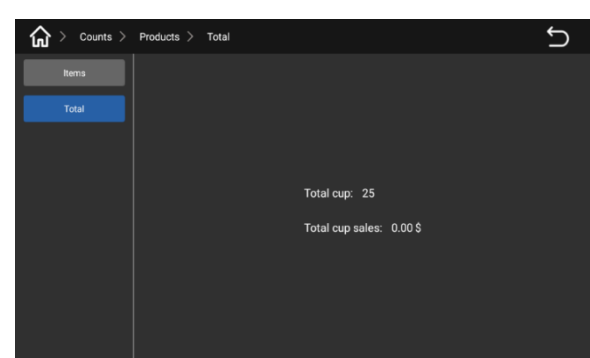 > Counts > Products > Total
Items
Total
Total cup: 25
Total cup sales: 0.00 $